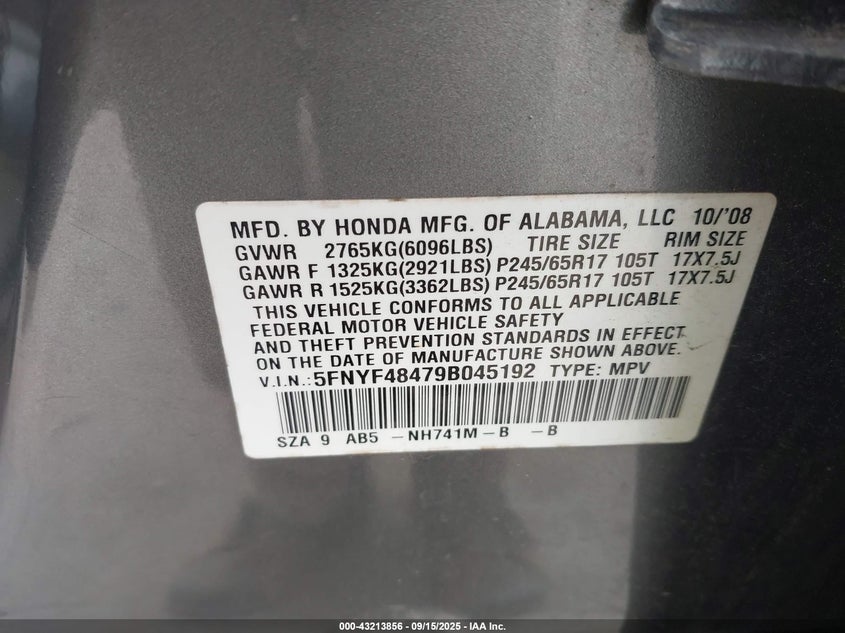 MFD. BY HONDA MFG. OF ALABAMA, LLC 10/'08
GVWR 2765KG(6096LBS) TIRE SIZE RIM SIZE
GAWR F 1325KG(2921LBS) P245/65R17 105T 17X7.5J
GAWR R 1525KG(3362LBS) P245/65R17 105T 17X7.5J
THIS VEHICLE CONFORMS TO ALL APPLICABLE
FEDERAL MOTOR VEHICLE SAFETY
AND THEFT PREVENTION STANDARDS IN EFFECT
ON THE DATE OF MANUFACTURE SHOWN ABOVE.
V.I.N.:5FNYF48479B045192 TYPE: MPV
SZA 9 AB5 -NH741M-B -B
000-43213856 - 09/15/2025 - IAA Inc.